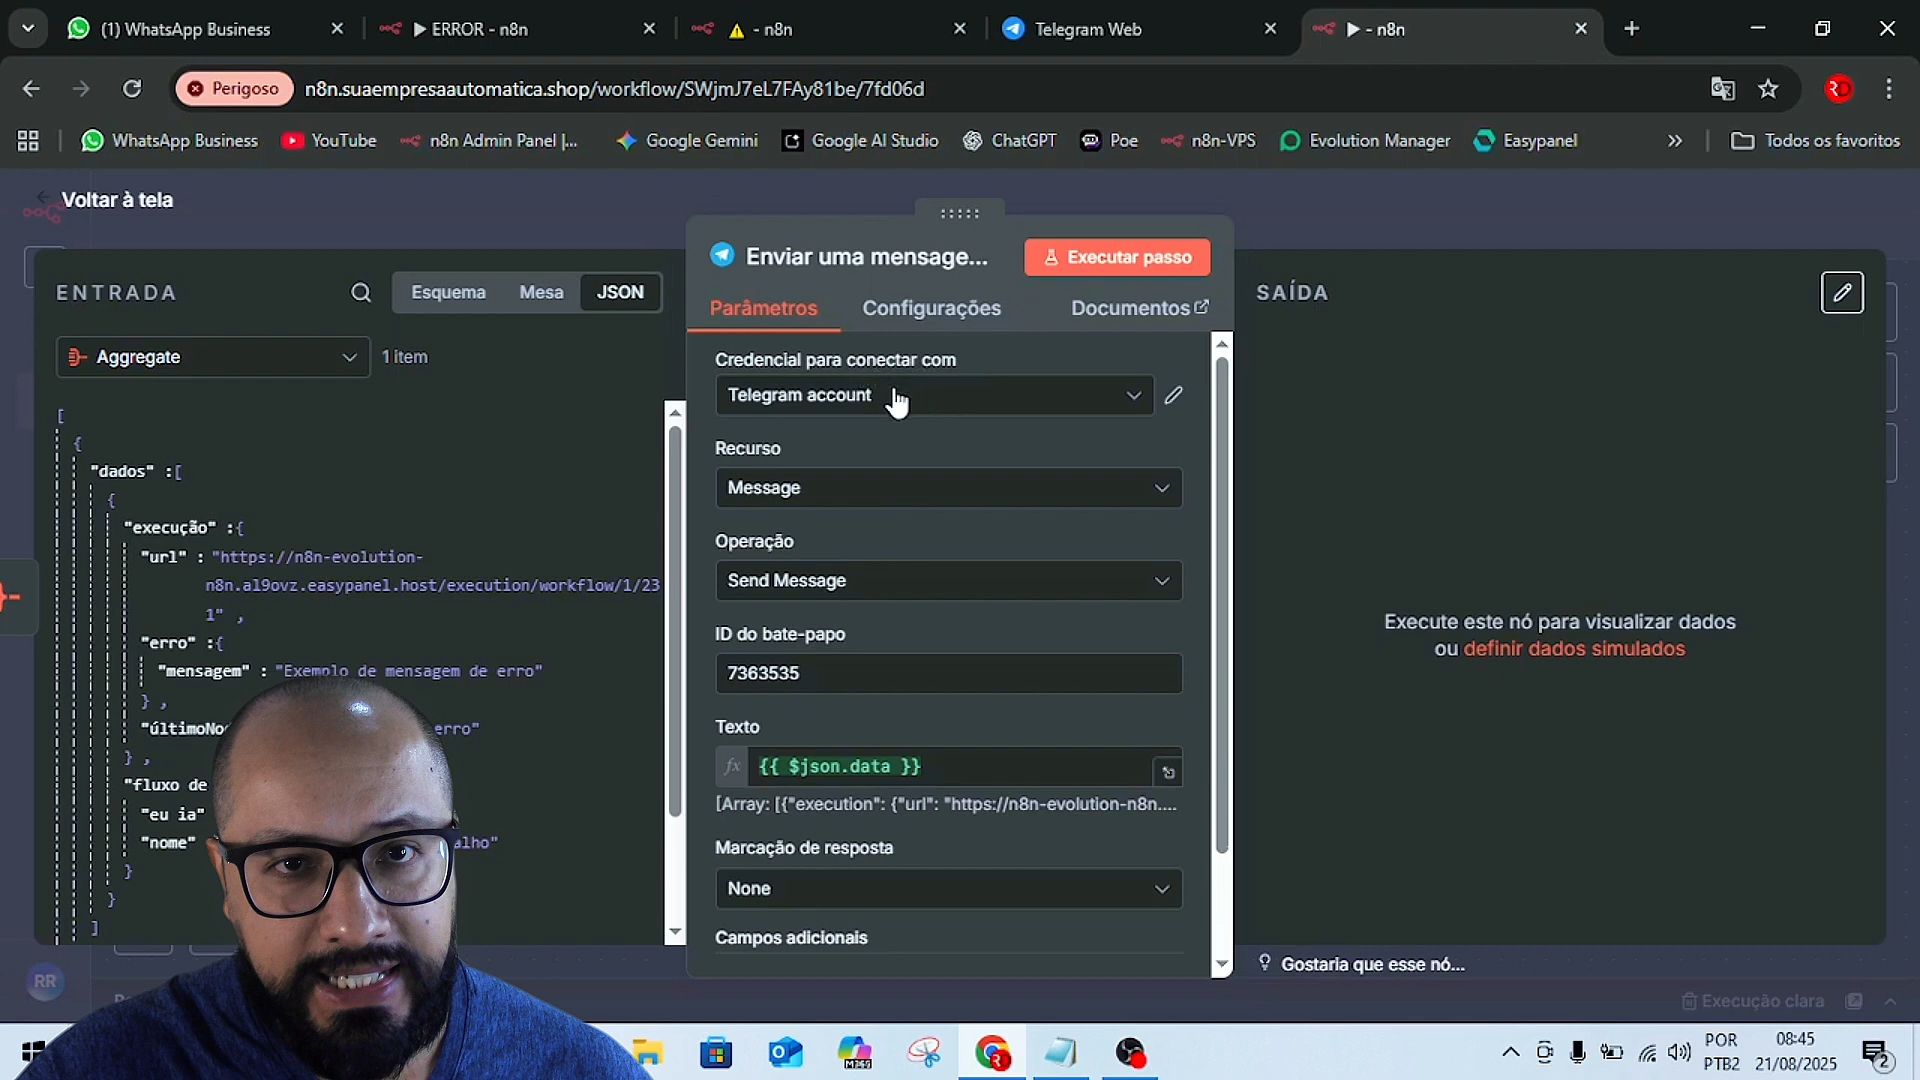 (1) WhatsApp Business
ERROR - n8n
- n8n
Telegram Web
- n8n
Perigoso
n8n.suaempresaautomatica.shop/workflow/SWjmJ7eL7FAy81be/7fd06d
RD
WhatsApp Business
YouTube
n8n Admin Panel |...
Google Gemini
Google AI Studio
ChatGPT
Poe
n8n-VPS
Evolution Manager
Easypanel
Todos os favoritos
Voltar à tela
ENTRADA
Esquema
Mesa
JSON
Aggregate
1 item
[
{
"dados" :[
{
"execução" :{
"url" : "https://n8n-evolution-
n8n.al9ovz.easypanel.host/execution/workflow/1/23
1" ,
"erro" :{
"mensagem" : "Exemplo de mensagem de erro"
} ,
"últimoNo
erro"
} ,
"fluxo de
"eu ia"
"nome"
alho"
}
}
]
RR
Enviar uma mensage...
Executar passo
Parâmetros
Configurações
Documentos
Credencial para conectar com
Telegram account
Recurso
Message
Operação
Send Message
ID do bate-papo
7363535
Texto
fx
{{ $json.data }}
[Array: [{"execution": {"url": "https://n8n-evolution-n8n....
Marcação de resposta
None
Campos adicionais
SAÍDA
Execute este nó para visualizar dados
ou definir dados simulados
Gostaria que esse nó...
Execução clara
M365
POR
PTB2
08:45
21/08/2025
2